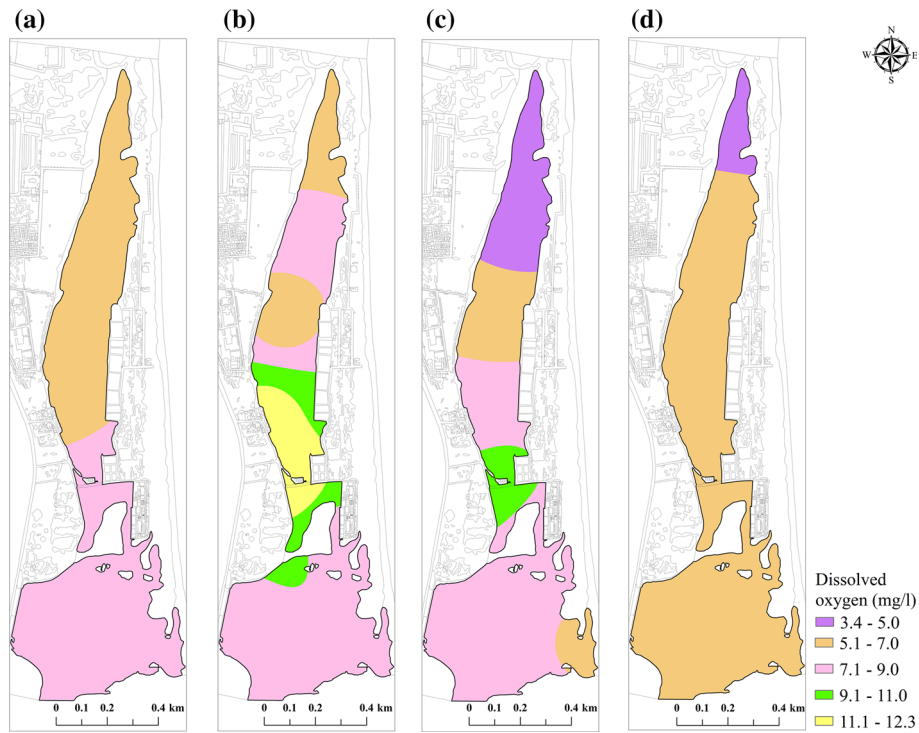 (a) (b) (c) (d)
N
W E
S
Dissolved
oxygen (mg/l)
3.4 - 5.0
5.1 - 7.0
7.1 - 9.0
9.1 - 11.0
11.1 - 12.3
0 0.1 0.2 0.4 km
0 0.1 0.2 0.4 km
0 0.1 0.2 0.4 km
0 0.1 0.2 0.4 km